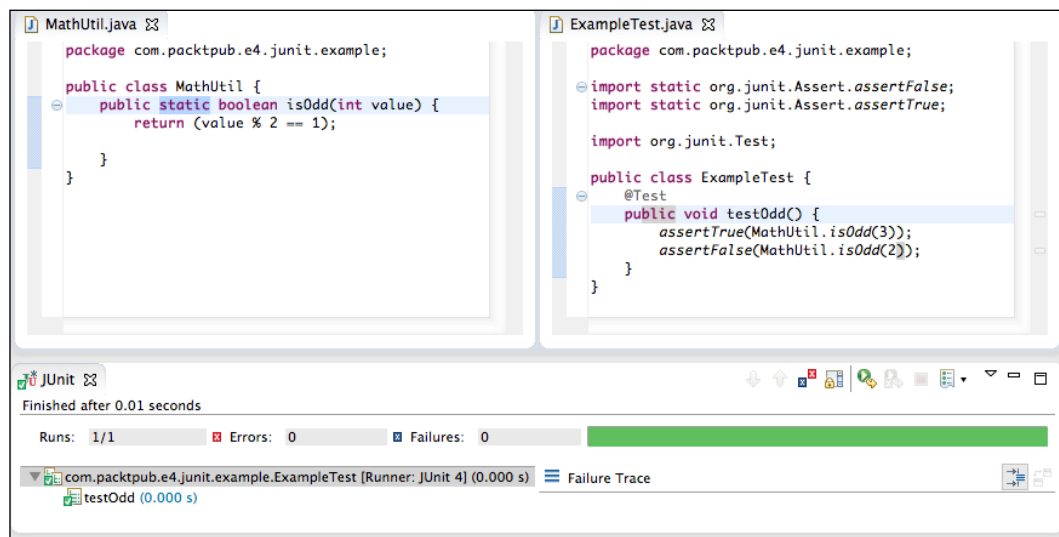 MathUtil.java
package com.packtpub.e4.junit.example;
public class MathUtil {
public static boolean isOdd(int value) {
return (value % 2 == 1);
}
}
ExampleTest.java
package com.packtpub.e4.junit.example;
import static org.junit.Assert.assertFalse;
import static org.junit.Assert.assertTrue;
import org.junit.Test;
public class ExampleTest {
@Test
public void testOdd() {
assertTrue(MathUtil.isOdd(3));
assertFalse(MathUtil.isOdd(2));
}
}
JUnit
Finished after 0.01 seconds
Runs: 1/1 Errors: 0 Failures: 0
com.packtpub.e4.junit.example.ExampleTest [Runner: JUnit 4] (0.000 s)
testOdd (0.000 s)
Failure Trace